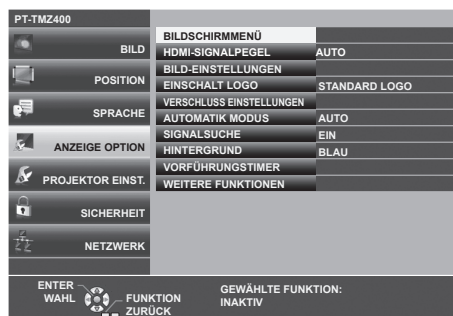 PT-TMZ400
BILD
POSITION
SPRACHE
ANZEIGE OPTION
PROJEKTOR EINST.
SICHERHEIT
NETZWERK
BILDSCHIRMMENÜ
HDMI-SIGNALPEGEL AUTO
BILD-EINSTELLUNGEN
EINSCHALT LOGO STANDARD LOGO
VERSCHLUSS EINSTELLUNGEN
AUTOMATIK MODUS AUTO
SIGNALSUCHE EIN
HINTERGRUND BLAU
VORFÜHRUNGSTIMER
WEITERE FUNKTIONEN
ENTER
WAHL
FUNKTION
ZURÜCK
GEWÄHLTE FUNKTION:
INAKTIV